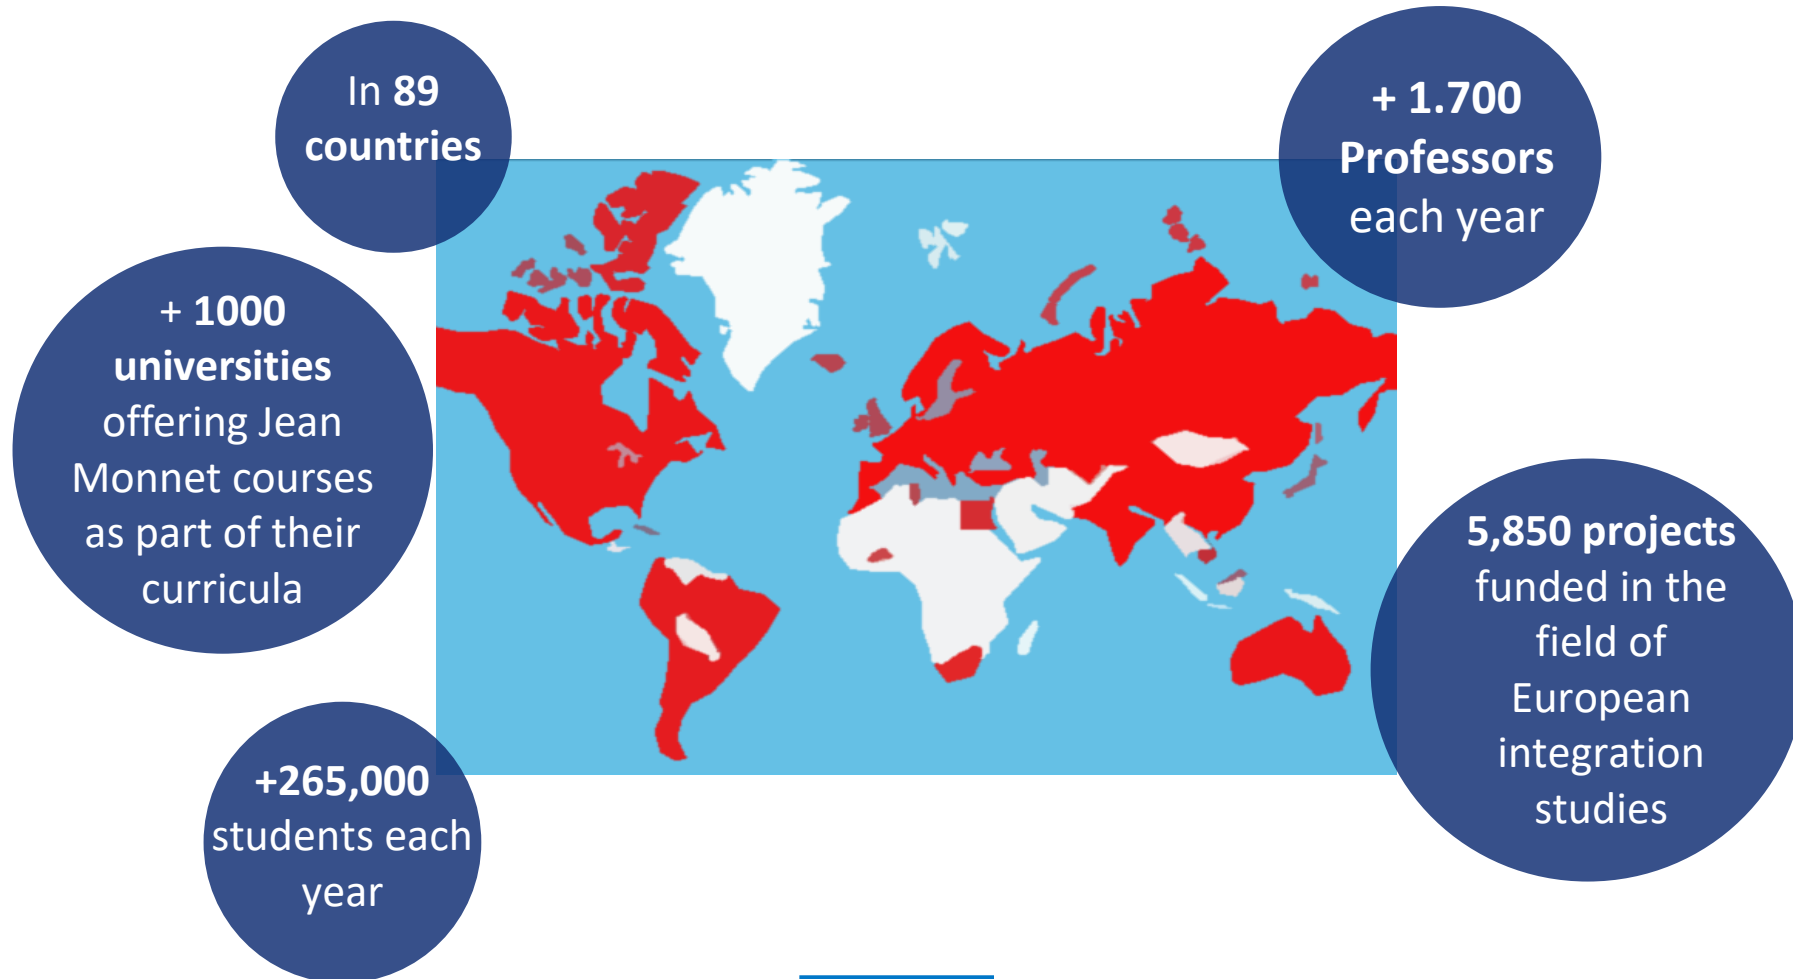 In 89
countries
+ 1.700
Professors
each year
+ 1000
universities
offering Jean
Monnet courses
as part of their
curricula
5,850 projects
funded in the
field of
European
integration
studies
+265,000
students each
year